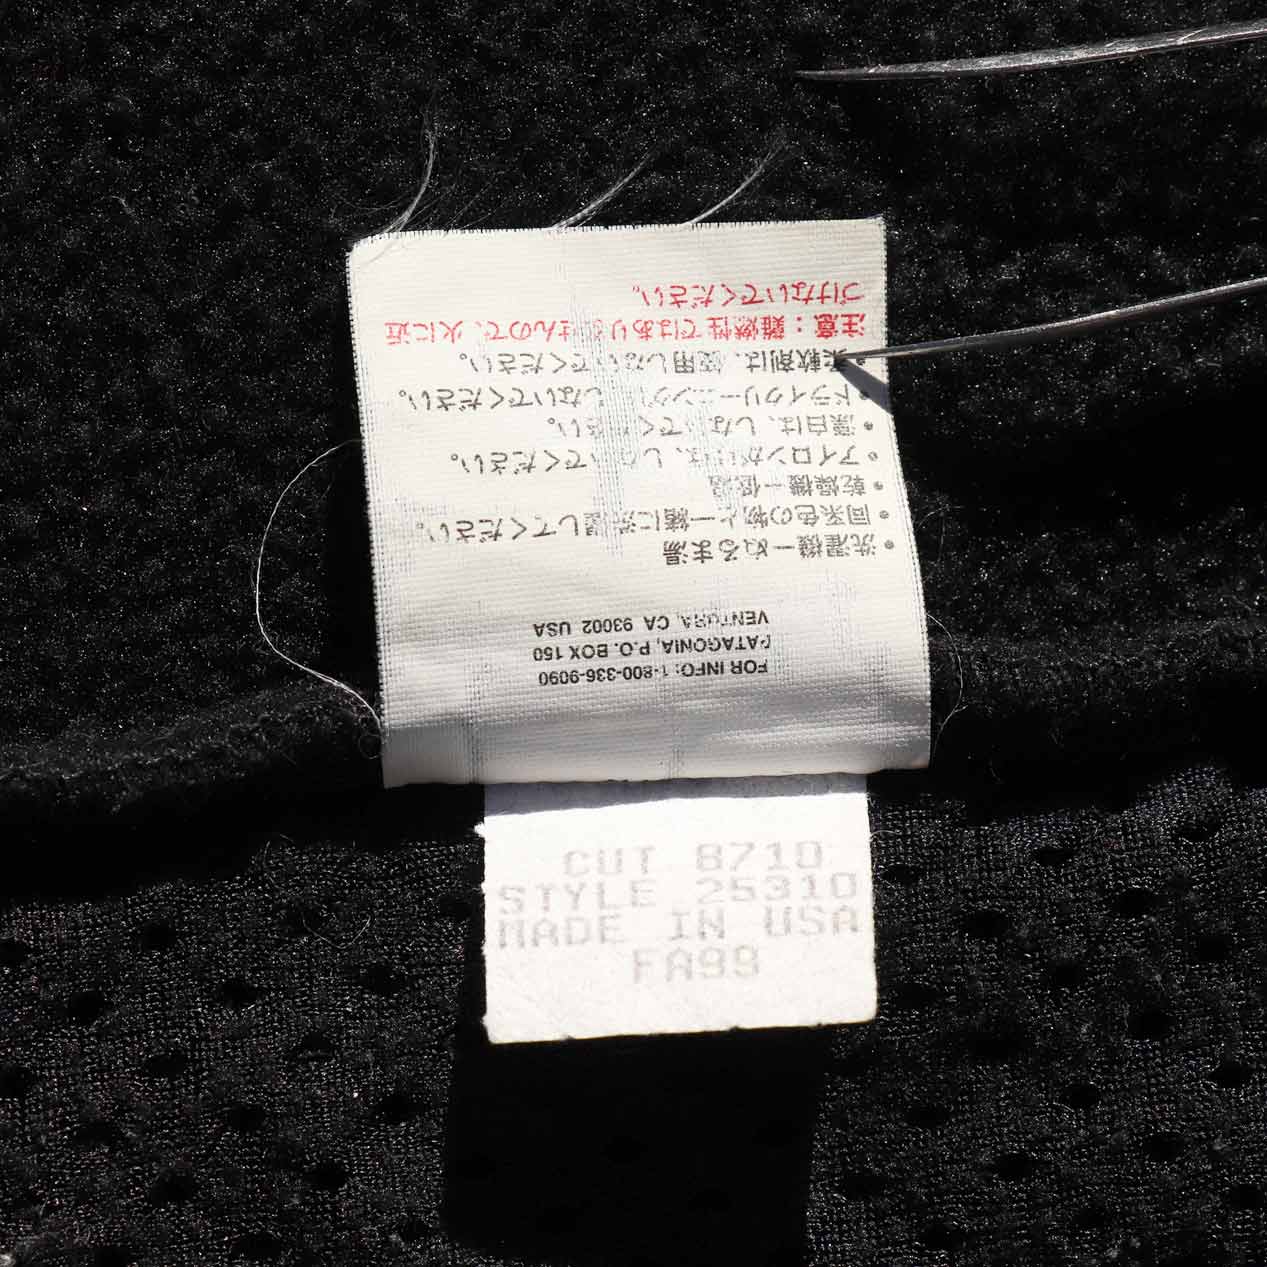 FOR INFO: 1-800-336-9090
PATAGONIA, P.O. BOX 150
VENTURA, CA 93002 USA
• 洗濯機ーぬるま湯
• 同系色の物と一緒に洗濯してください。
• 乾燥機ー低温
• アイロンがけは、しないでください。
• 漂白は、しないでください。
• ドライクリーニングは、しないでください。
• 柔軟剤は、使用しないでください。
注意：難燃性ではありませんので、火に近
づけないでください。
CUT 8710
STYLE 25310
MADE IN USA
FA99